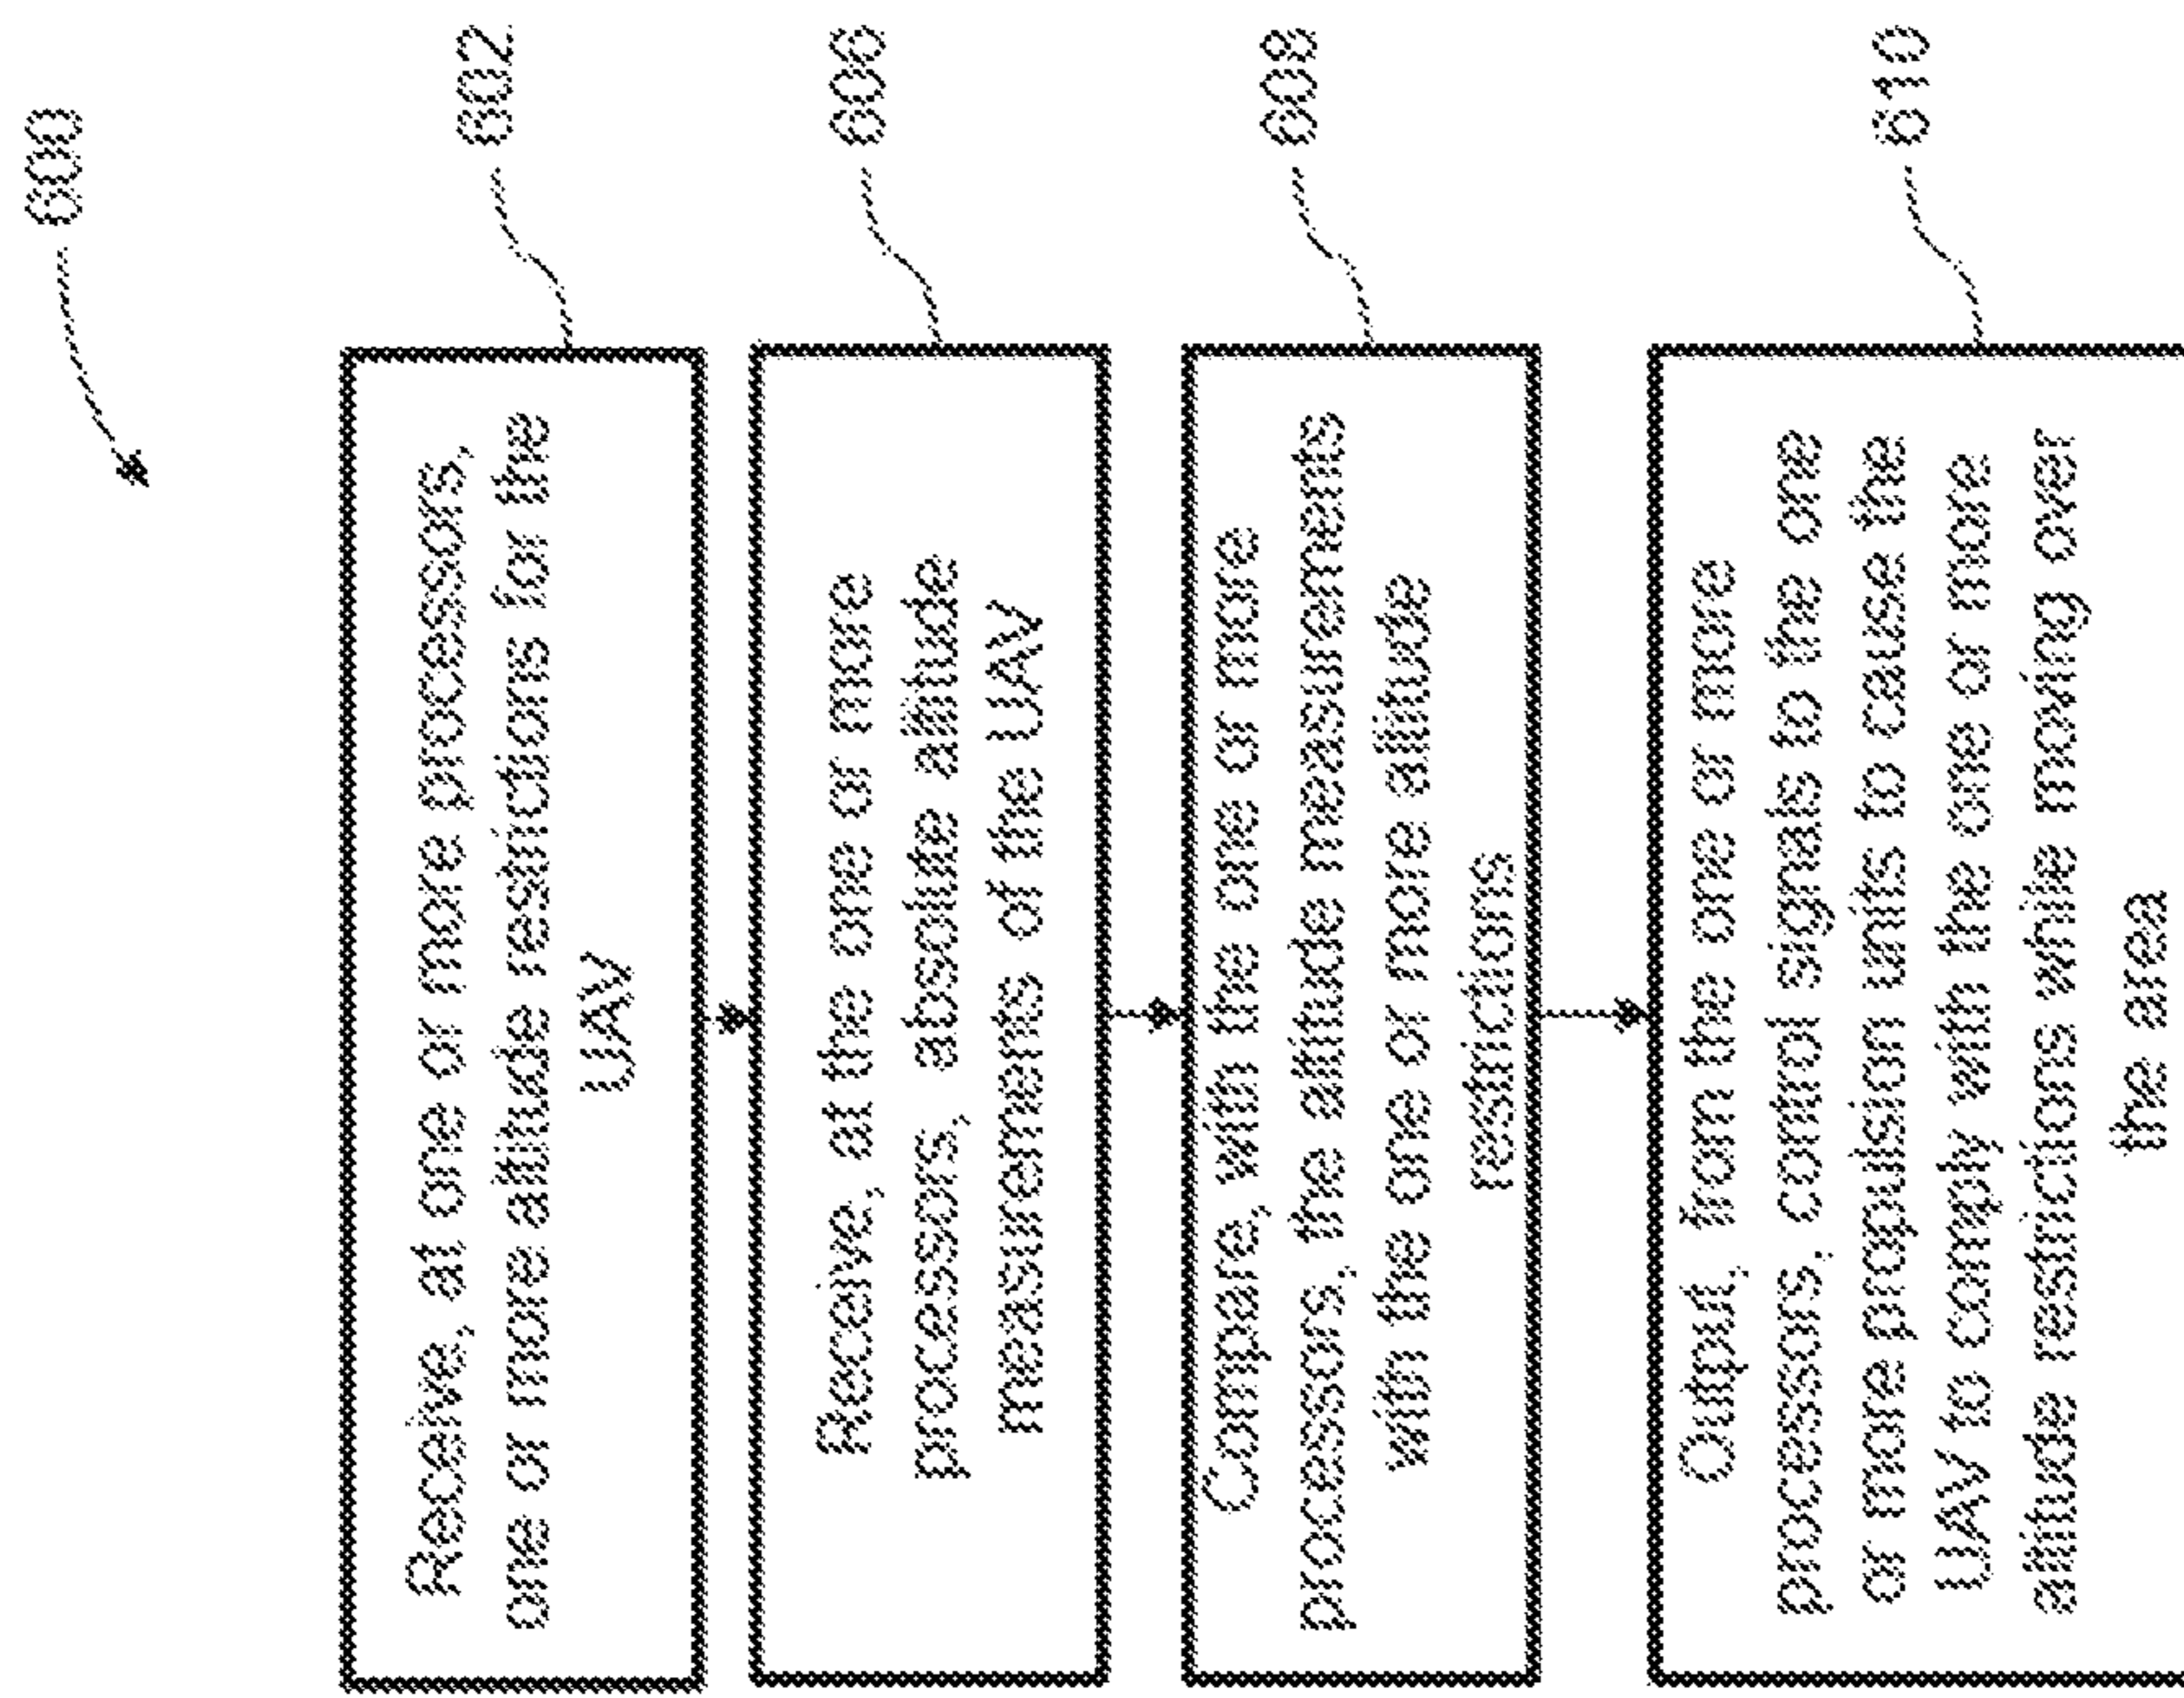 600
Receive, at one or more processors,
one or more altitude restrictions for the
UAV
602
Receive, at the one or more
processors, absolute altitude
measurements of the UAV
606
Compare, with the one or more
processors, the altitude measurements
with the one or more altitude
restrictions
608
Output, from the one or more
processors, control signals to the one
or more propulsion units to cause the
UAV to comply with the one or more
altitude restrictions while moving over
the area
610